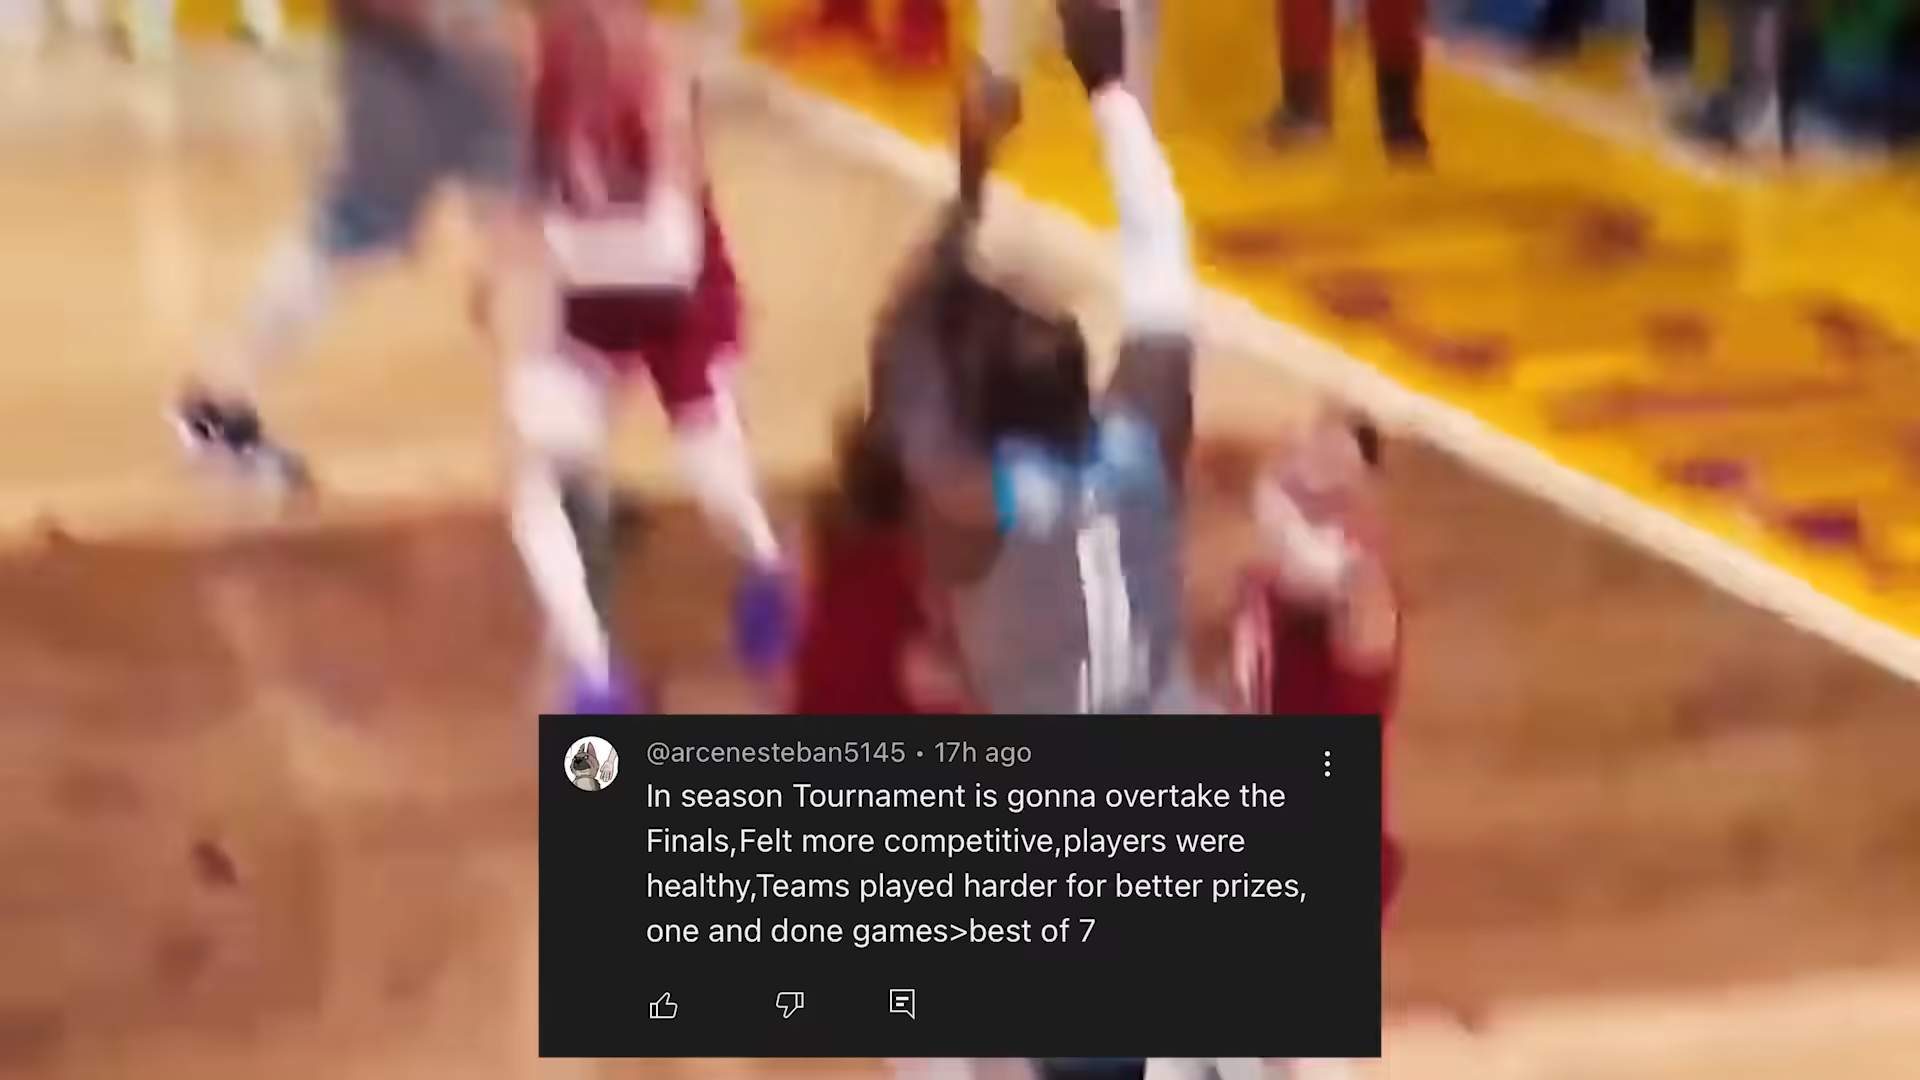 @arcenesteban5145 • 17h ago
In season Tournament is gonna overtake the
Finals,Felt more competitive,players were
healthy,Teams played harder for better prizes,
one and done games>best of 7